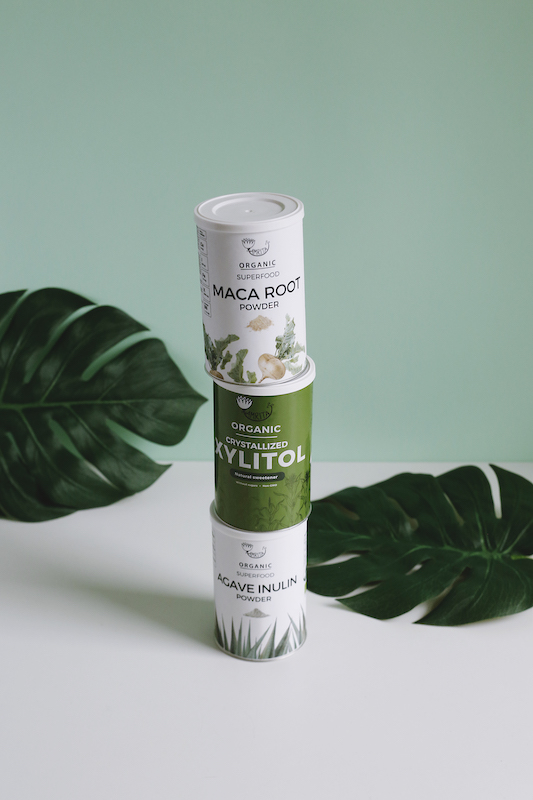 ORGANIC
SUPERFOOD
MACA ROOT
POWDER
ORGANIC
CRYSTALLIZED
XYLITOL
Natural sweetener
ORGANIC
SUPERFOOD
AGAVE INULIN
POWDER